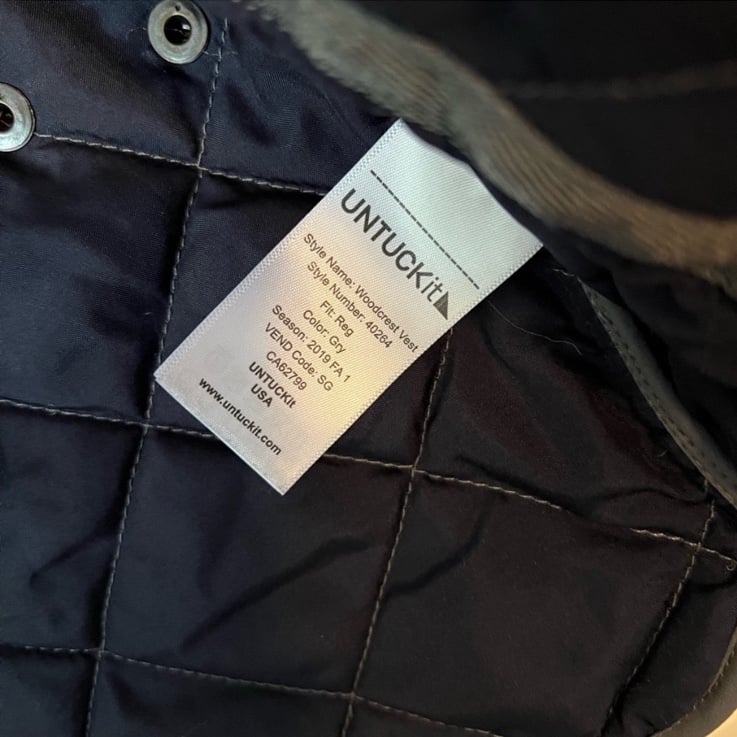 UNTUCKit
Style Name: Woodcrest Vest
Style Number: 40264
Fit: Reg
Color: Gry
Season: 2019 FA 1
VEND Code: SG
CA62799
UNTUCKit
USA
www.untuckit.com